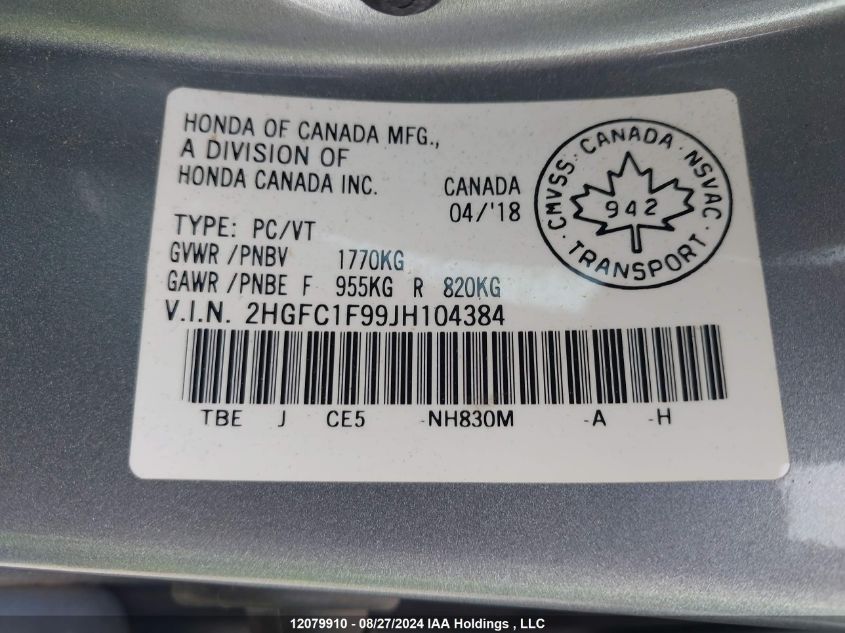 HONDA OF CANADA MFG.,
A DIVISION OF
HONDA CANADA INC.
CANADA
04/'18
TYPE: PC/VT
GVWR /PNBV 1770KG
GAWR /PNBE F 955KG R 820KG
V.I.N. 2HGFC1F99JH104384
TBE J CE5 -NH830M -A -H
CMVSS. CANADA. NSVAC
942
TRANSPORT
12079910 - 08/27/2024 IAA Holdings , LLC